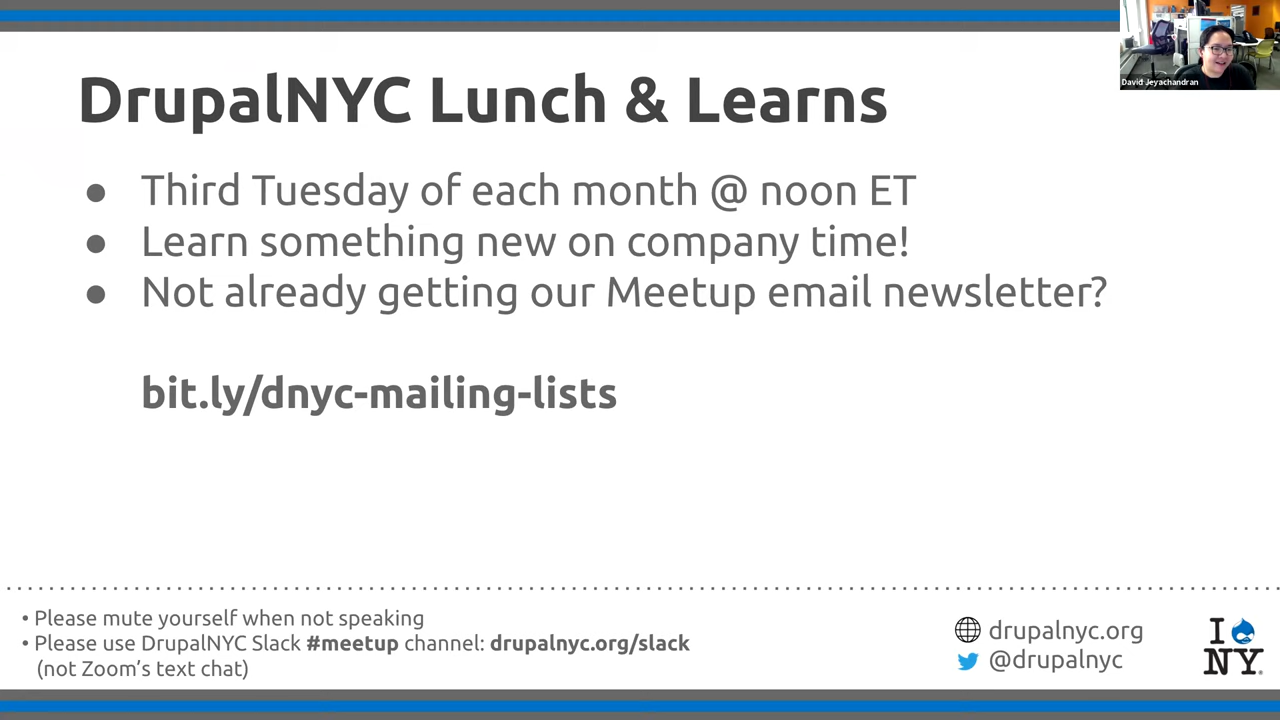 David Jeyachandran
DrupalNYC Lunch & Learns
● Third Tuesday of each month @ noon ET
● Learn something new on company time!
● Not already getting our Meetup email newsletter?
bit.ly/dnyc-mailing-lists
• Please mute yourself when not speaking
• Please use DrupalNYC Slack #meetup channel: drupalnyc.org/slack
(not Zoom's text chat)
drupalnyc.org
@drupalnyc
I
NY®